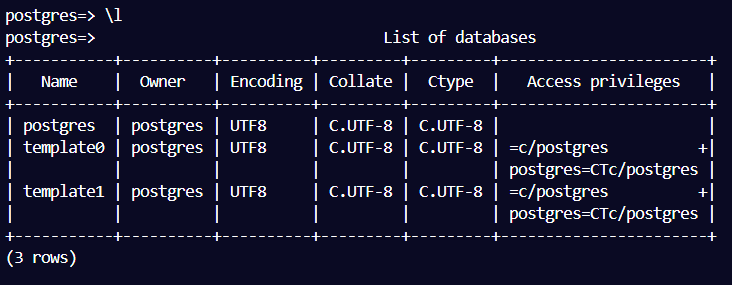 postgres=> \l
postgres=>                             List of databases
+-----------+----------+----------+---------+---------+-----------------------+
|   Name    |  Owner   | Encoding | Collate |  Ctype  |   Access privileges   |
+-----------+----------+----------+---------+---------+-----------------------+
| postgres  | postgres | UTF8     | C.UTF-8 | C.UTF-8 |                       |
| template0 | postgres | UTF8     | C.UTF-8 | C.UTF-8 | =c/postgres          +|
|           |          |          |         |         | postgres=CTc/postgres |
| template1 | postgres | UTF8     | C.UTF-8 | C.UTF-8 | =c/postgres          +|
|           |          |          |         |         | postgres=CTc/postgres |
+-----------+----------+----------+---------+---------+-----------------------+
(3 rows)